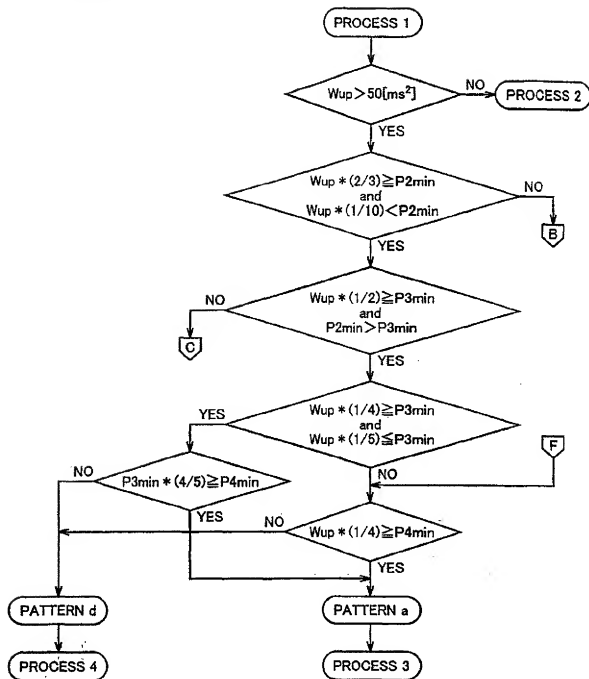 PROCESS 1
Wup>50[ms²]
NO
PROCESS 2
YES
Wup*(2/3)≧P2min
and
Wup*(1/10)<P2min
NO
B
YES
Wup*(1/2)≧P3min
and
P2min>P3min
NO
C
YES
Wup*(1/4)≧P3min
and
Wup*(1/5)≦P3min
YES
F
NO
P3min*(4/5)≧P4min
NO
YES
Wup*(1/4)≧P4min
NO
YES
PATTERN d
PATTERN a
PROCESS 4
PROCESS 3